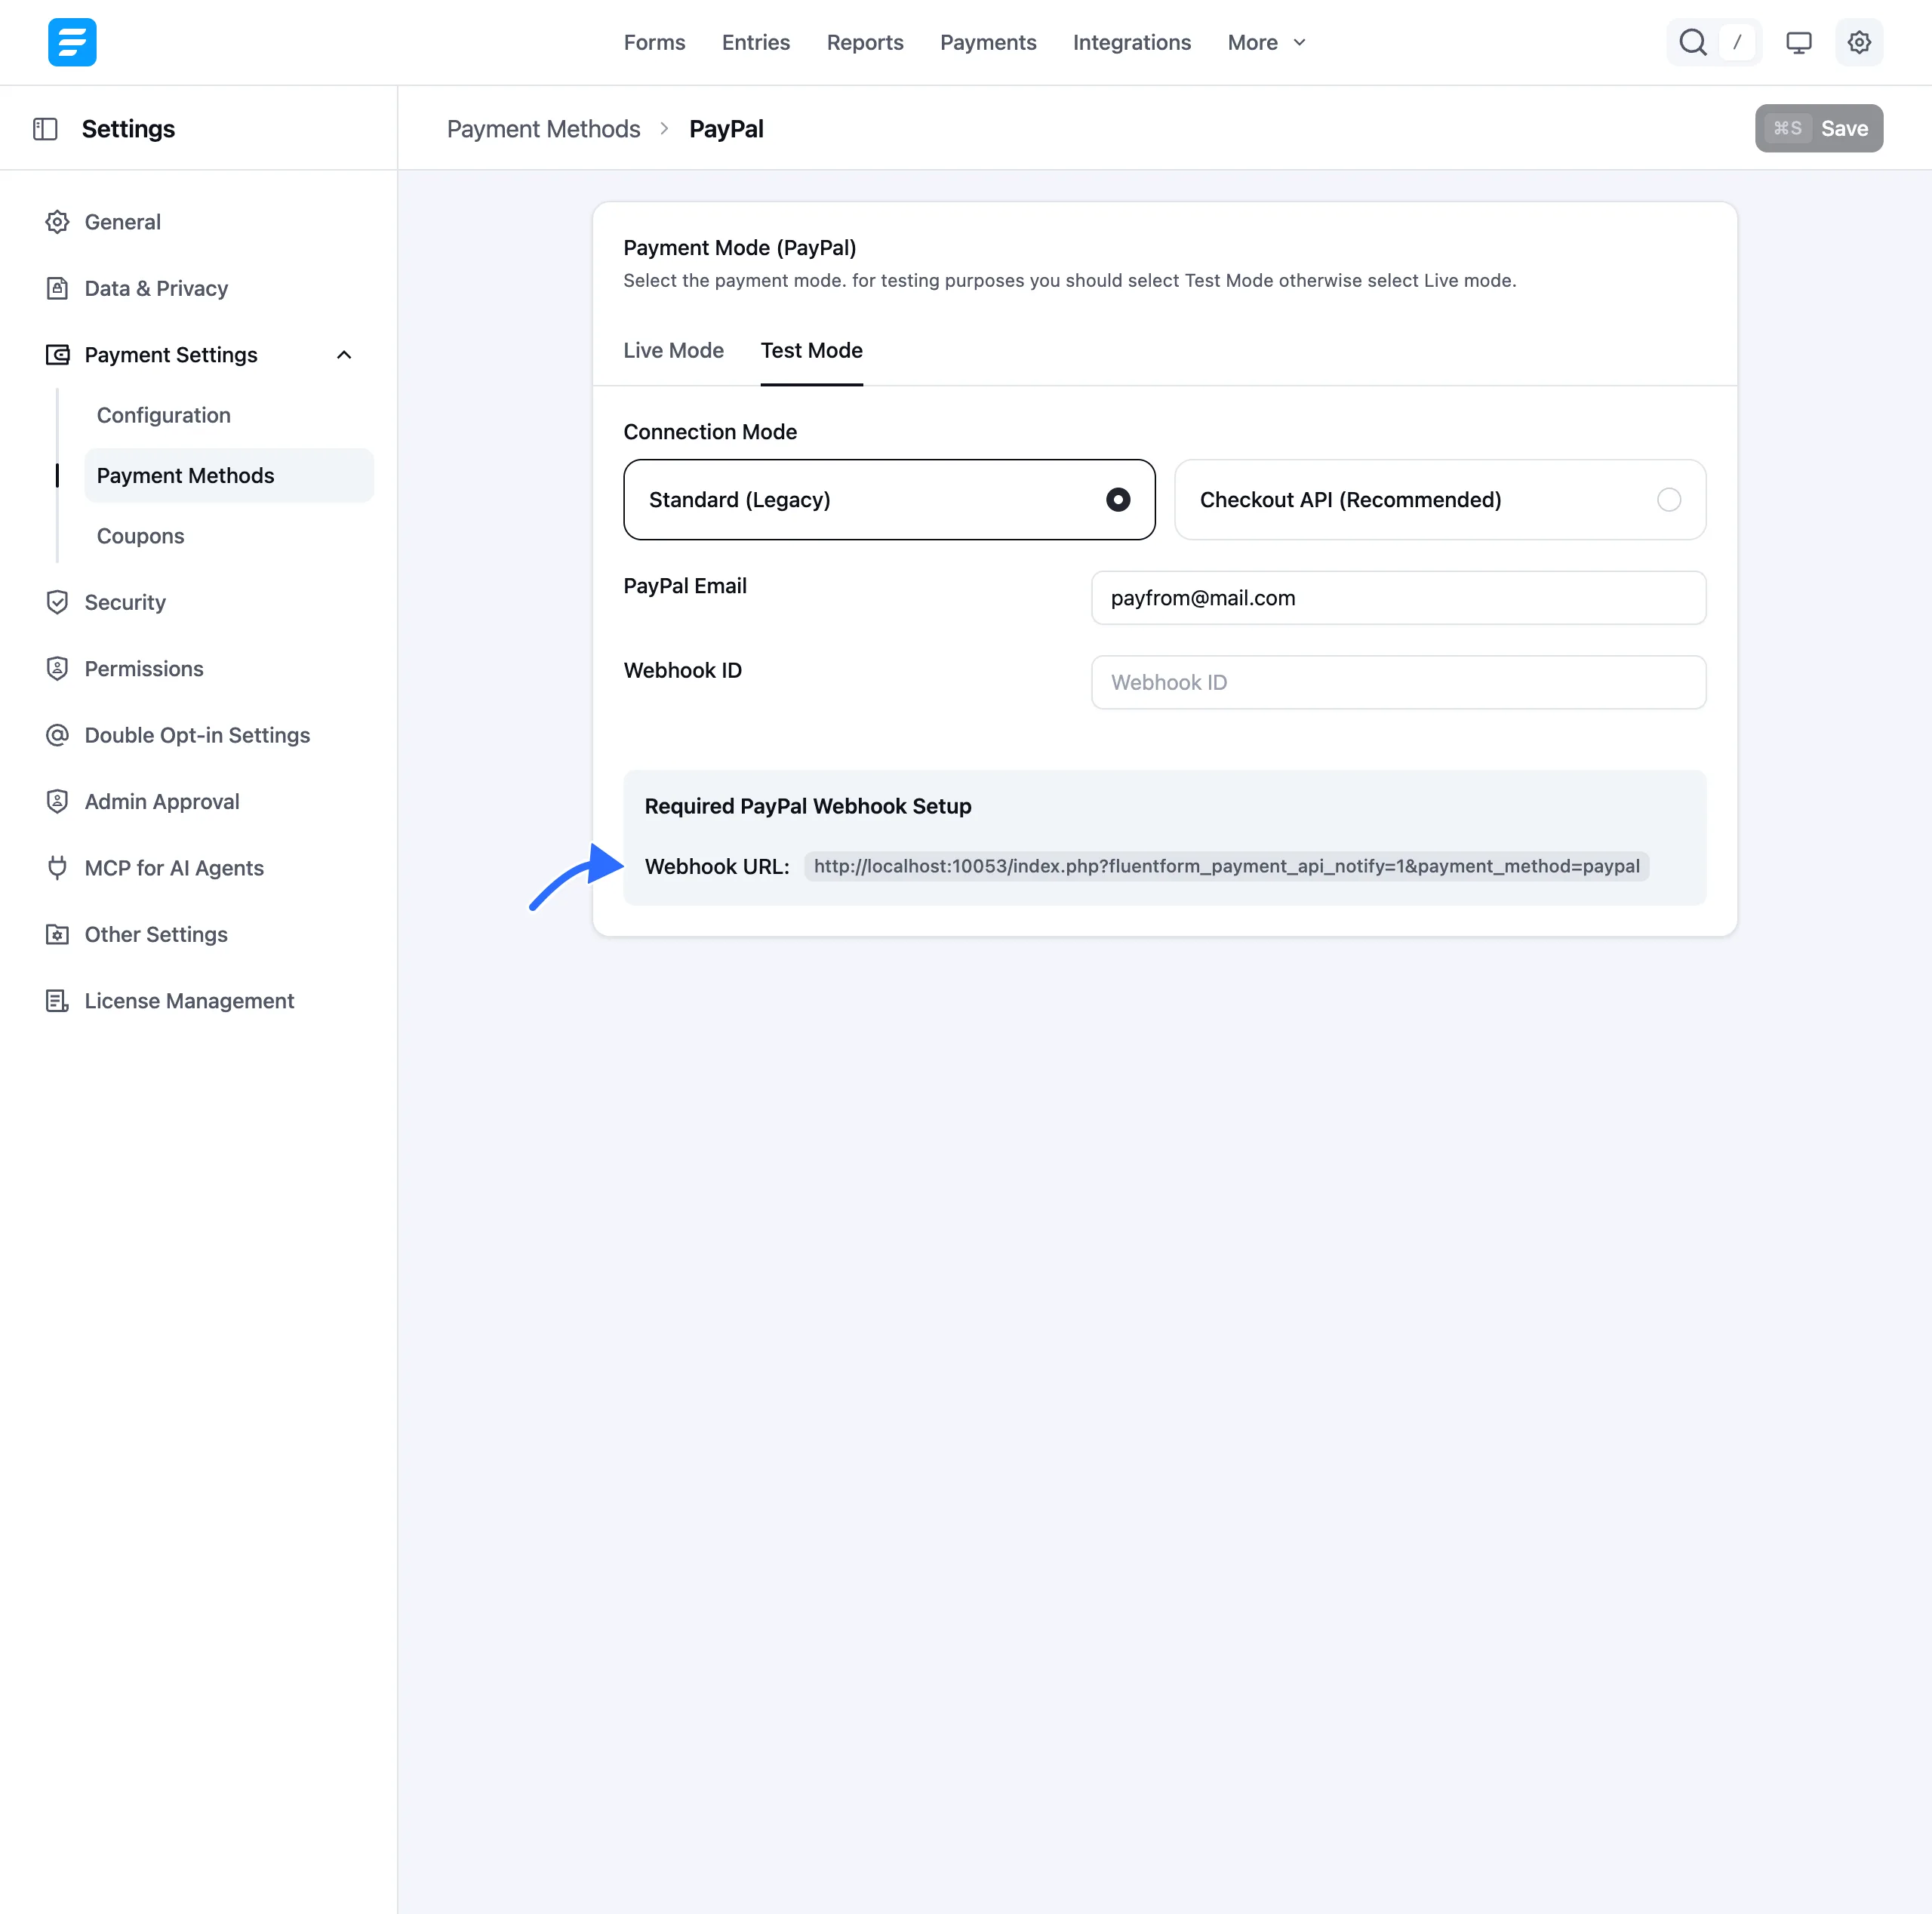 Forms Entries Reports Payments Integrations More /
Settings
Payment Methods > PayPal
⌘S Save
General
Data & Privacy
Payment Settings
Configuration
Payment Methods
Coupons
Security
Permissions
Double Opt-in Settings
Admin Approval
MCP for AI Agents
Other Settings
License Management
Payment Mode (PayPal)
Select the payment mode. for testing purposes you should select Test Mode otherwise select Live mode.
Live Mode Test Mode
Connection Mode
Standard (Legacy) Checkout API (Recommended)
PayPal Email payfrom@mail.com
Webhook ID Webhook ID
Required PayPal Webhook Setup
Webhook URL: http://localhost:10053/index.php?fluentform_payment_api_notify=1&payment_method=paypal